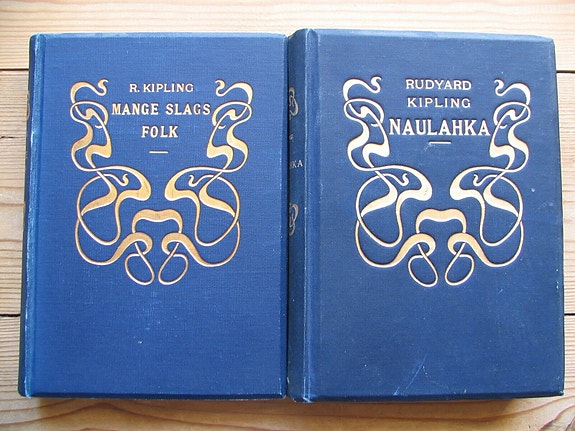 R. KIPLING
MANGE SLAGS
FOLK
RUDYARD
KIPLING
NAULAHKA